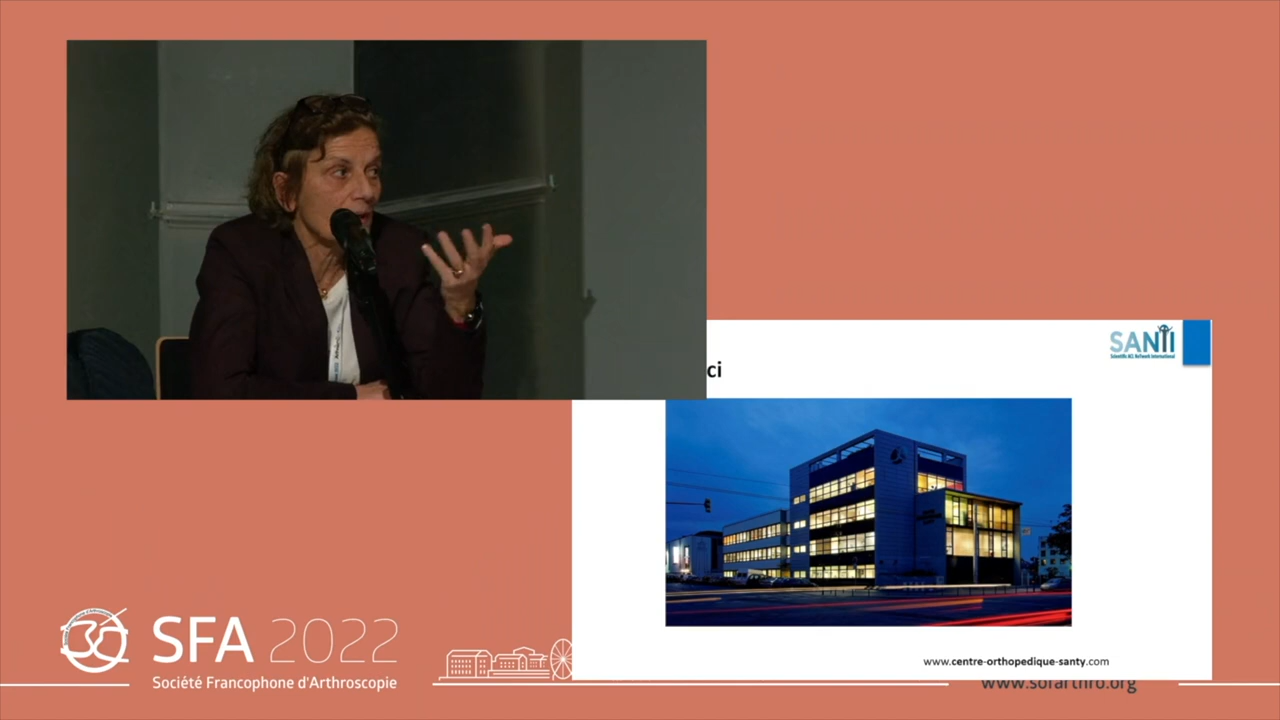 SANTI
Scientific ACL Network International
ci
SFA 2022
Société Francophone d'Arthroscopie
www.centre-orthopedique-santy.com
www.sofarthro.org